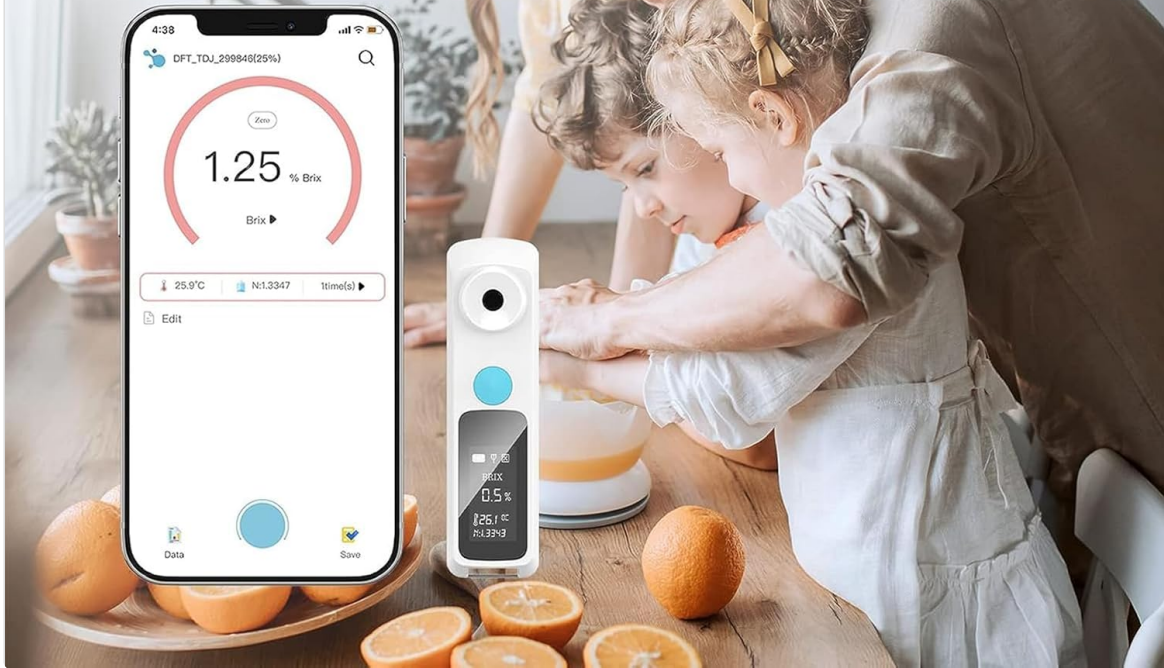 4:38
DFT_TDJ_299846(25%)
Zero
1.25 % Brix
Brix
25.9°C N:1.3347 1time(s)
Edit
Data
Save
BRIX
0.5 %
26.1 °C
N:1.3343